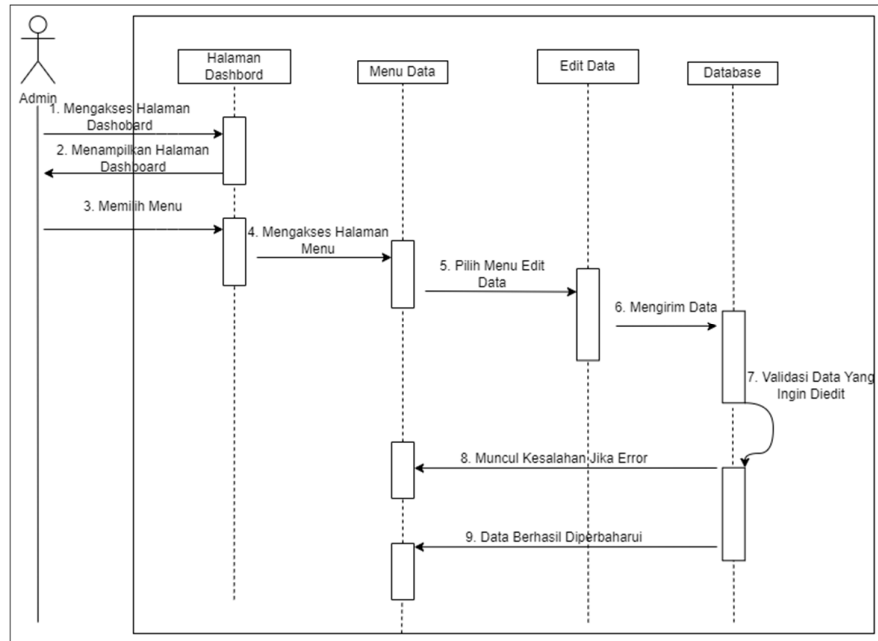 Halaman
Dashbord
Menu Data
Edit Data
Database
Admin
1. Mengakses Halaman
Dashobard
2. Menampilkan Halaman
Dashboard
3. Memilih Menu
4. Mengakses Halaman
Menu
5. Pilih Menu Edit
Data
6. Mengirim Data
7. Validasi Data Yang
Ingin Diedit
8. Muncul Kesalahan Jika Error
9. Data Berhasil Diperbaharui